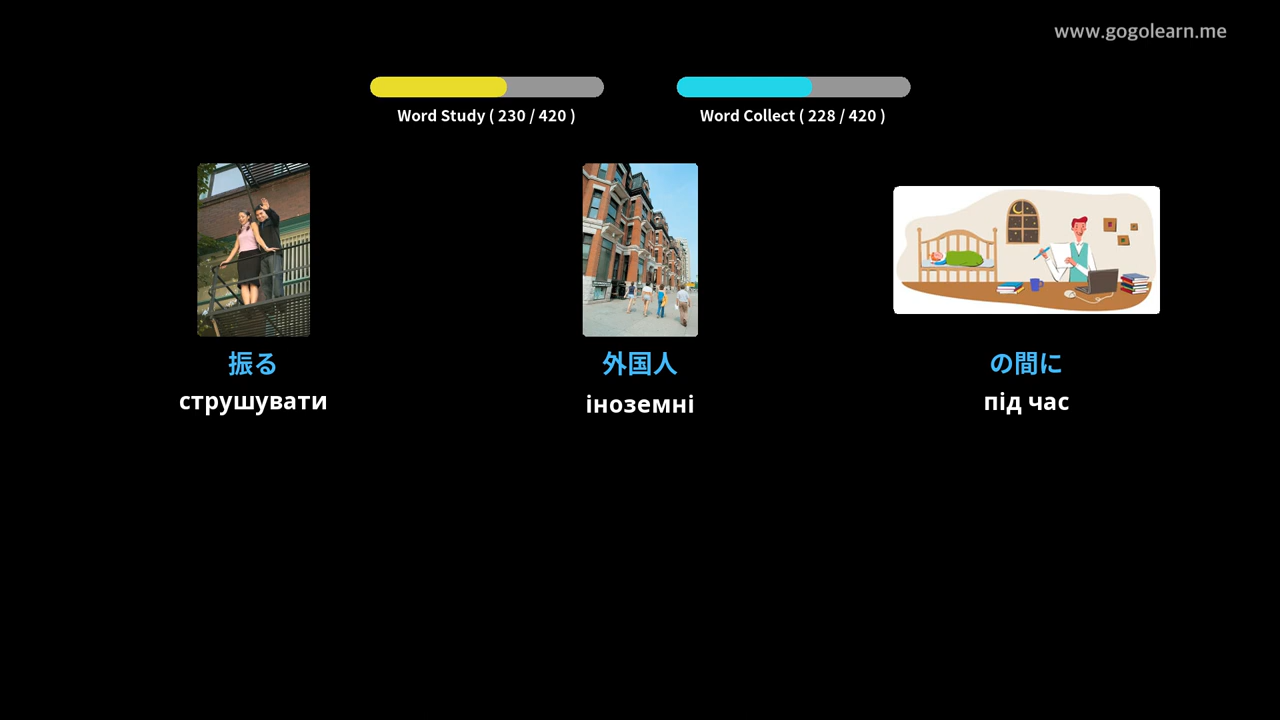 www.gogolearn.me
Word Study ( 230 / 420 )
Word Collect ( 228 / 420 )
振る
струшувати
外国人
іноземні
の間に
під час